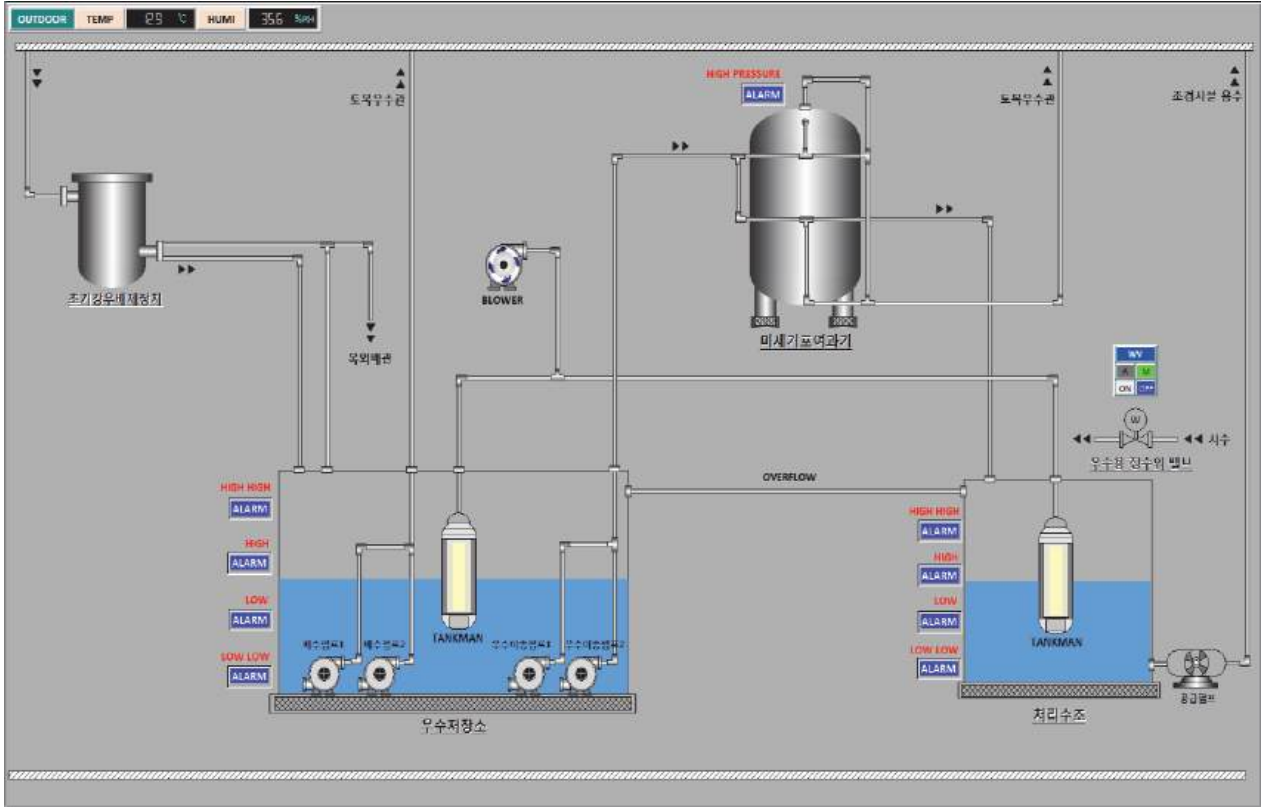 OUTDOOR TEMP 12.9 ℃ HUMI 35.6 %RH
HIGH PRESSURE
ALARM
토목우수관
토목우수관
조경시설 용수
초기강우배제장치
BLOWER
옥외배관
미세기포여과기
WV
A M
ON OFF
시수
우수용 정수위 밸브
OVERFLOW
HIGH HIGH
ALARM
HIGH
ALARM
LOW
ALARM
LOW LOW
ALARM
배수펌프1 배수펌프2
TANKMAN
우수이송펌프1 우수이송펌프2
우수저장소
HIGH HIGH
ALARM
HIGH
ALARM
LOW
ALARM
LOW LOW
ALARM
TANKMAN
공급펌프
처리수조